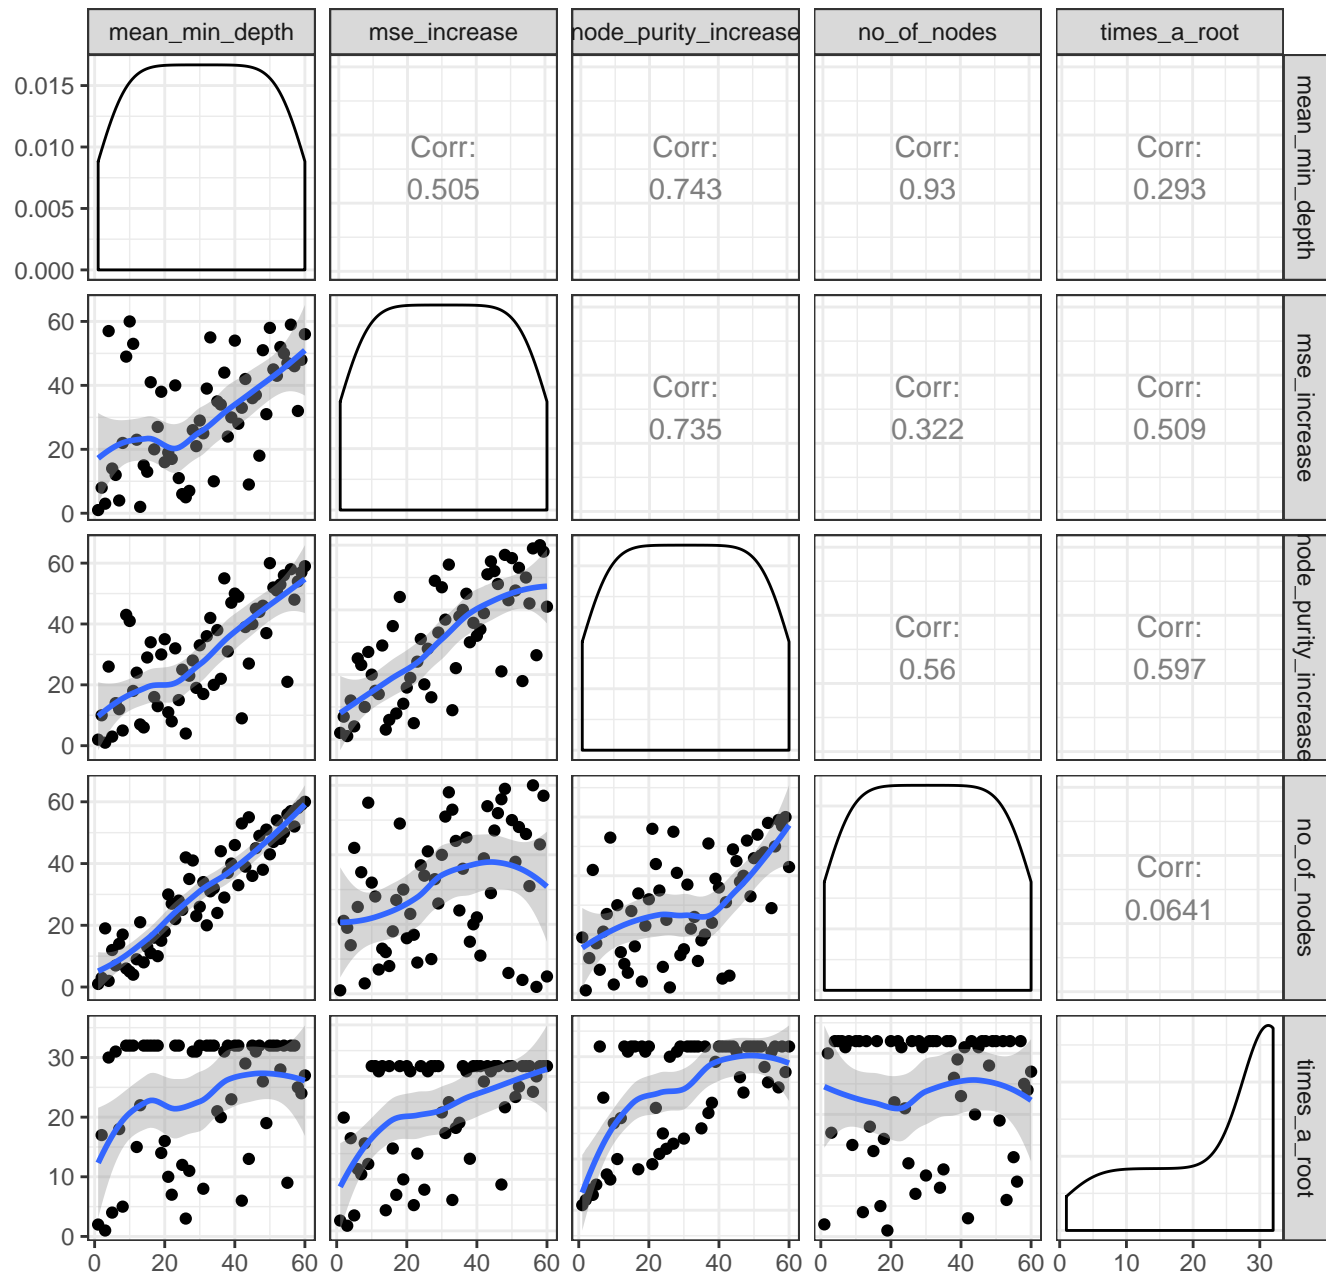 mean_min_depth mse_increase node_purity_increase no_of_nodes times_a_root
0.015
0.010
0.005
0.000
Corr:
0.505
Corr:
0.743
Corr:
0.93
Corr:
0.293
mean_min_depth
60
40
20
0
Corr:
0.735
Corr:
0.322
Corr:
0.509
mse_increase
60
40
20
0
Corr:
0.56
Corr:
0.597
node_purity_increase
60
40
20
0
Corr:
0.0641
no_of_nodes
30
20
10
0
times_a_root
0 20 40 60 0 20 40 60 0 20 40 60 0 20 40 60 0 10 20 30